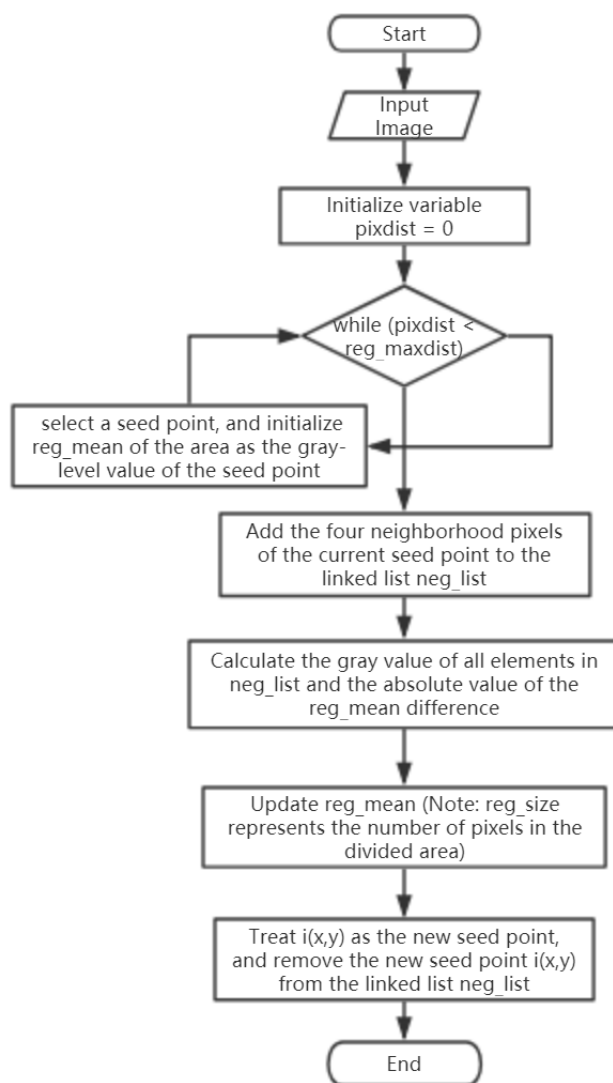 Start
Input
Image
Initialize variable
pixdist = 0
while (pixdist <
reg_maxdist)
select a seed point, and initialize
reg_mean of the area as the gray-
level value of the seed point
Add the four neighborhood pixels
of the current seed point to the
linked list neg_list
Calculate the gray value of all elements in
neg_list and the absolute value of the
reg_mean difference
Update reg_mean (Note: reg_size
represents the number of pixels in the
divided area)
Treat i(x,y) as the new seed point,
and remove the new seed point i(x,y)
from the linked list neg_list
End